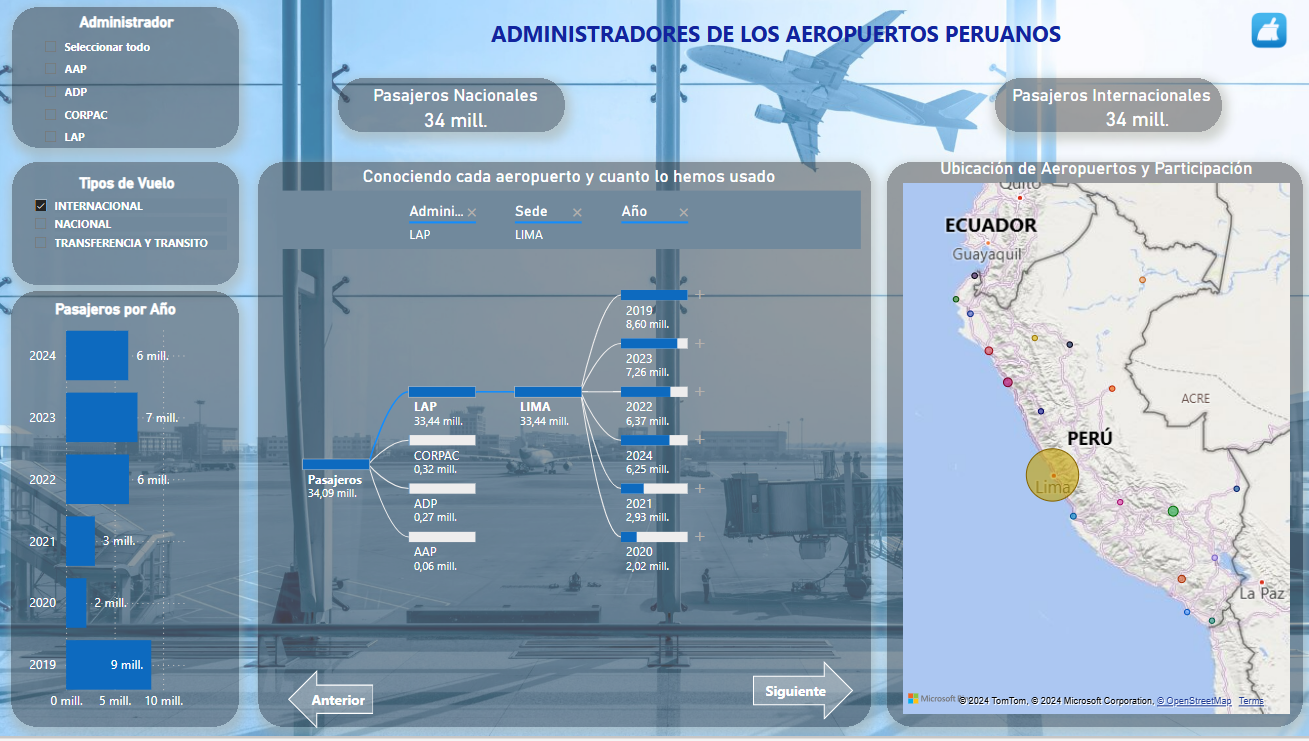 Administrador
Seleccionar todo
AAP
ADP
CORPAC
LAP
ADMINISTRADORES DE LOS AEROPUERTOS PERUANOS
Pasajeros Nacionales
34 mill.
Pasajeros Internacionales
34 mill.
Tipos de Vuelo
INTERNACIONAL
NACIONAL
TRANSFERENCIA Y TRANSITO
Pasajeros por Año
2024
6 mill.
2023
7 mill.
2022
6 mill.
2021
3 mill.
2020
2 mill.
2019
9 mill.
0 mill. 5 mill. 10 mill.
Conociendo cada aeropuerto y cuanto lo hemos usado
Admini... Sede Año
LAP LIMA
Pasajeros
34,09 mill.
LAP
33,44 mill.
CORPAC
0,32 mill.
ADP
0,27 mill.
AAP
0,06 mill.
LIMA
33,44 mill.
2019
8,60 mill.
2023
7,26 mill.
2022
6,37 mill.
2024
6,25 mill.
2021
2,93 mill.
2020
2,02 mill.
Anterior
Siguiente
Ubicación de Aeropuertos y Participación
Quito
ECUADOR
Guayaquil
ACRE
PERÚ
Lima
La Paz
Microsoft
© 2024 TomTom, © 2024 Microsoft Corporation, © OpenStreetMap Terms